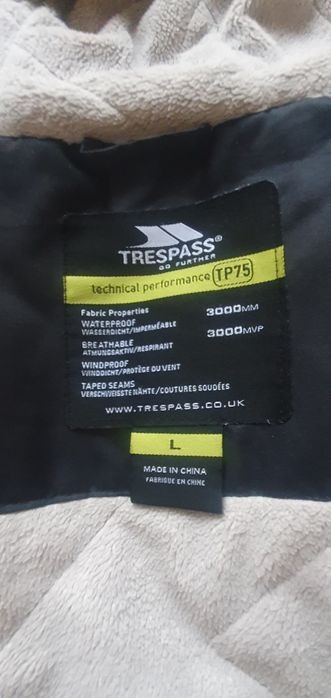 TRESPASS®
GO FURTHER
technical performance TP75
Fabric Properties
WATERPROOF 3000MM
WASSERDICHT/IMPERMÉABLE
BREATHABLE 3000MVP
ATMUNGSAKTIV/RESPIRANT
WINDPROOF
WINDDICHT/PROTÈGE DU VENT
TAPED SEAMS
VERSCHWEISSTE NÄHTE/COUTURES SOUDÉES
WWW.TRESPASS.CO.UK
L
MADE IN CHINA
FABRIQUE EN CHINE